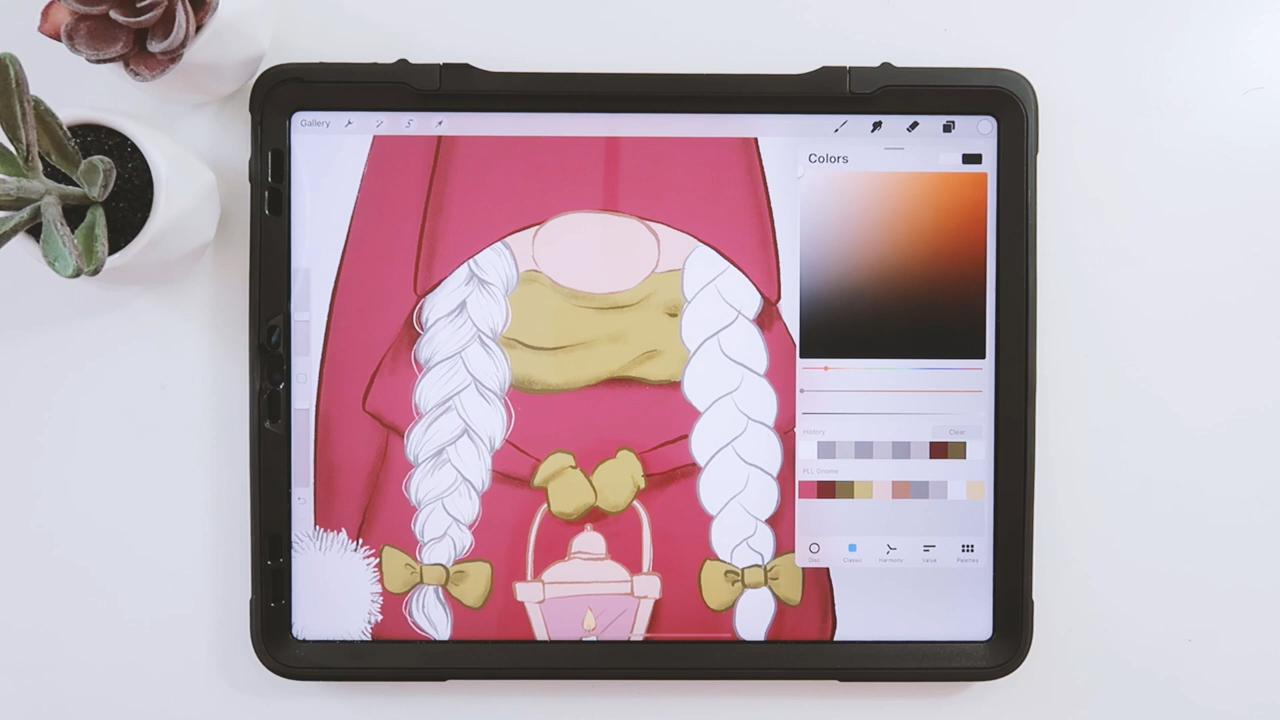 Gallery
Colors
History
Clear
PLL Gnome
Disc
Classic
Harmony
Value
Palettes